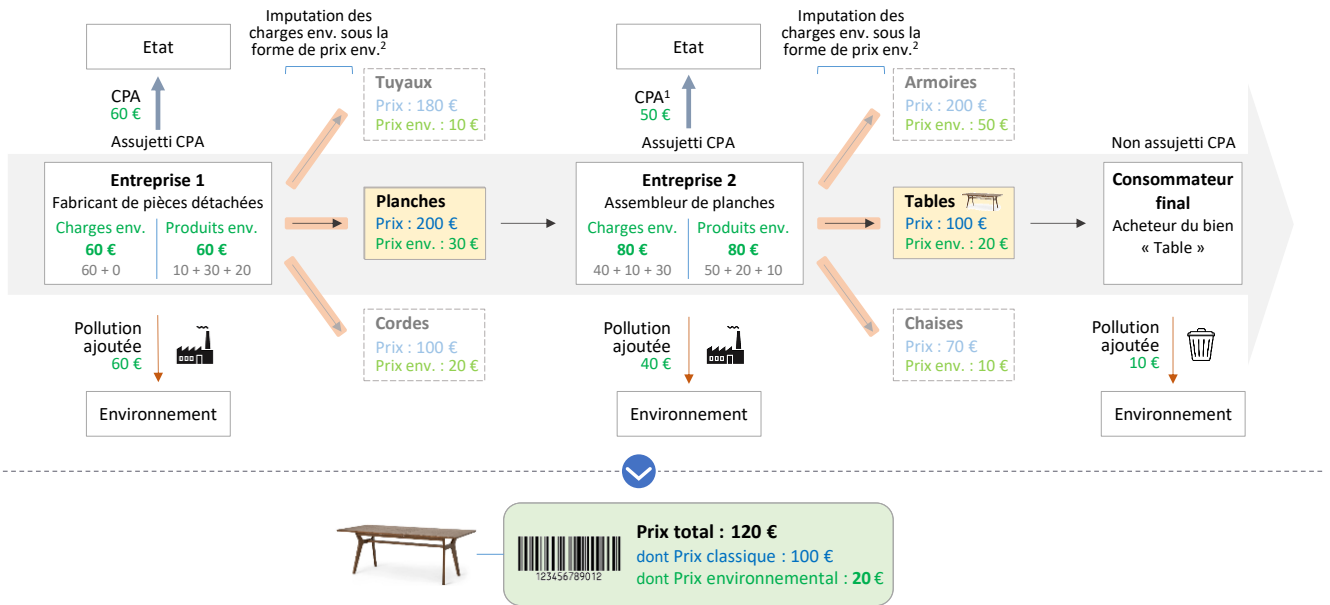 Imputation des
charges env. sous la
forme de prix env.²
Imputation des
charges env. sous la
forme de prix env.²
Etat
Etat
CPA
60 €
Assujetti CPA
Tuyaux
Prix : 180 €
Prix env. : 10 €
CPA¹
50 €
Assujetti CPA
Armoires
Prix : 200 €
Prix env. : 50 €
Non assujetti CPA
Entreprise 1
Fabricant de pièces détachées
Charges env.
60 €
60 + 0
Produits env.
60 €
10 + 30 + 20
Planches
Prix : 200 €
Prix env. : 30 €
Entreprise 2
Assembleur de planches
Charges env.
80 €
40 + 10 + 30
Produits env.
80 €
50 + 20 + 10
Tables
Prix : 100 €
Prix env. : 20 €
Consommateur
final
Acheteur du bien
« Table »
Pollution
ajoutée
60 €
Cordes
Prix : 100 €
Prix env. : 20 €
Pollution
ajoutée
40 €
Chaises
Prix : 70 €
Prix env. : 10 €
Pollution
ajoutée
10 €
Environnement
Environnement
Environnement
123456789012
Prix total : 120 €
dont Prix classique : 100 €
dont Prix environnemental : 20 €